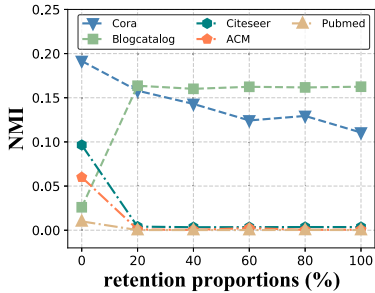 0.25
0.20
0.15
0.10
0.05
0.00
NMI
Cora
Blogcatalog
Citeseer
ACM
Pubmed
0 20 40 60 80 100
retention proportions (%)